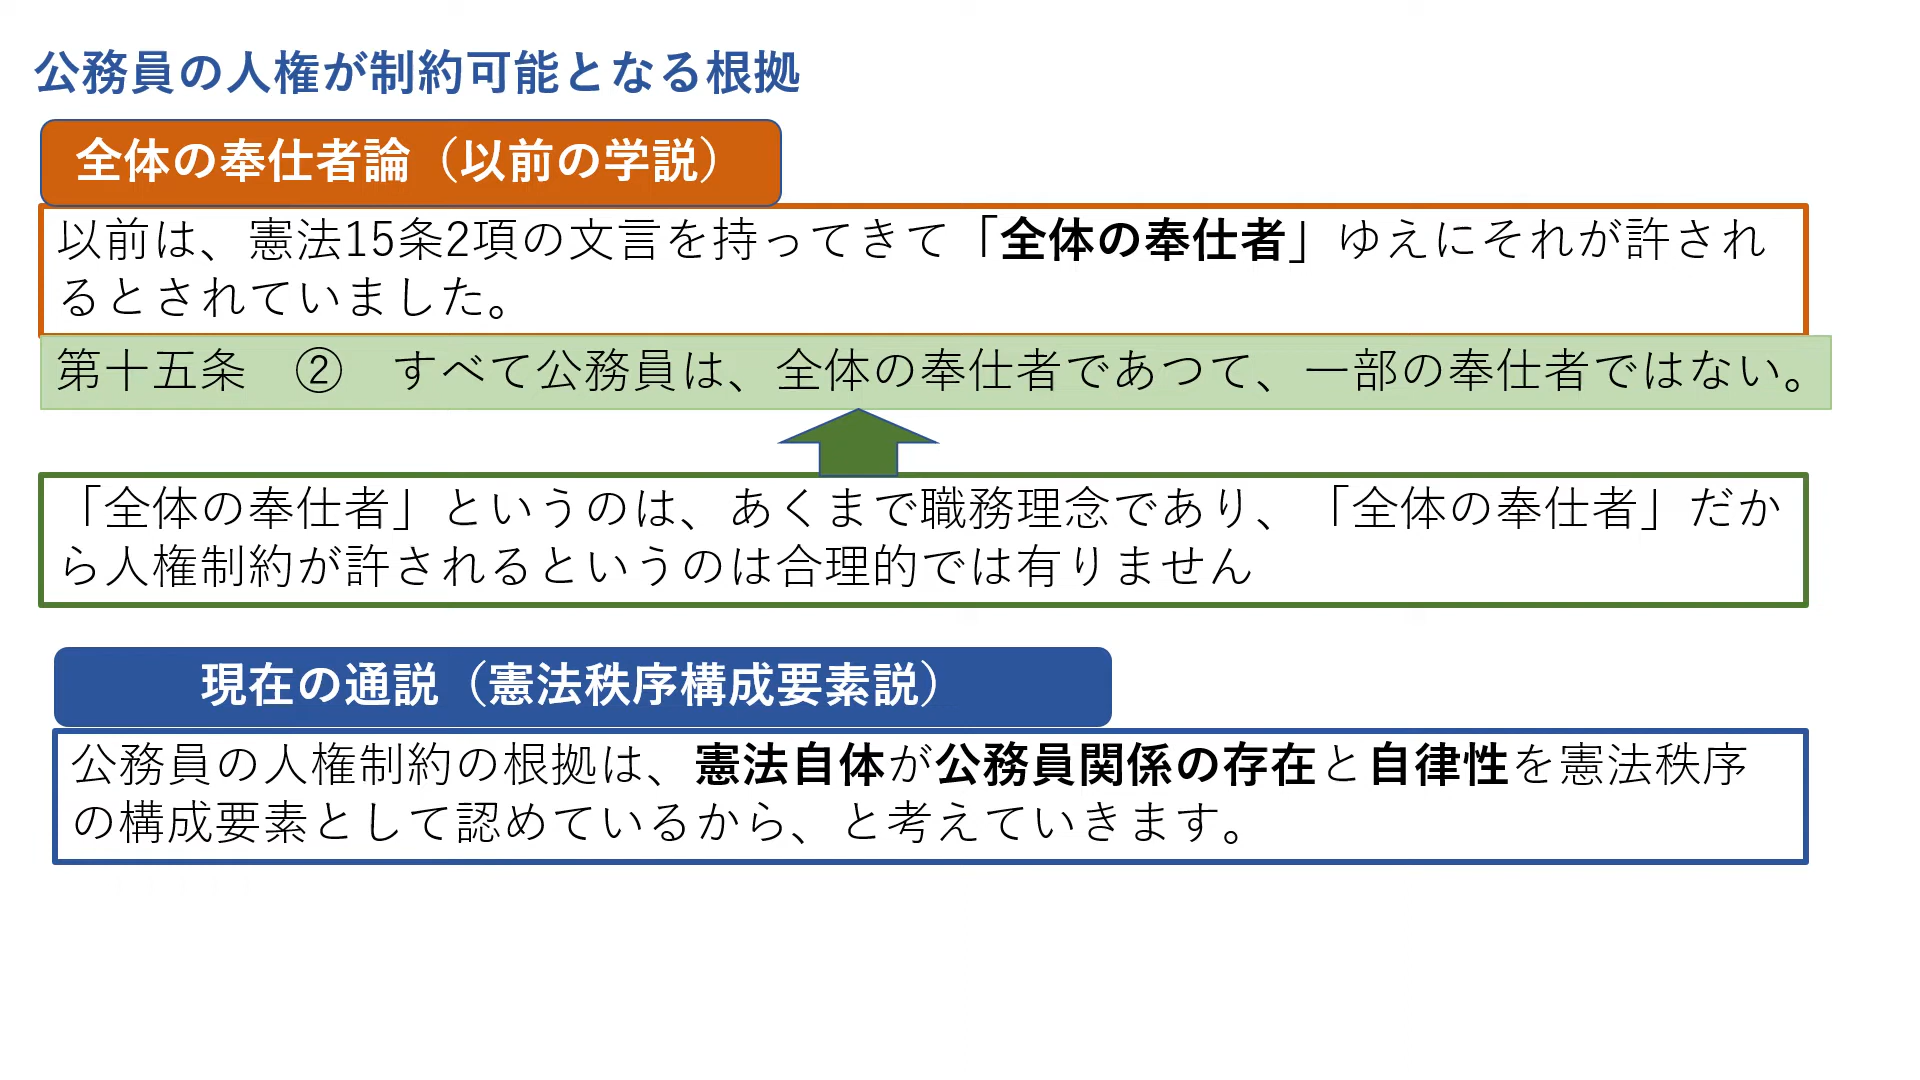 公務員の人権が制約可能となる根拠
全体の奉仕者論（以前の学説）
以前は、憲法15条2項の文言を持ってきて「全体の奉仕者」ゆえにそれが許され
るとされていました。
第十五条　②　すべて公務員は、全体の奉仕者であつて、一部の奉仕者ではない。
「全体の奉仕者」というのは、あくまで職務理念であり、「全体の奉仕者」だか
ら人権制約が許されるというのは合理的では有りません
現在の通説（憲法秩序構成要素説）
公務員の人権制約の根拠は、憲法自体が公務員関係の存在と自律性を憲法秩序
の構成要素として認めているから、と考えていきます。